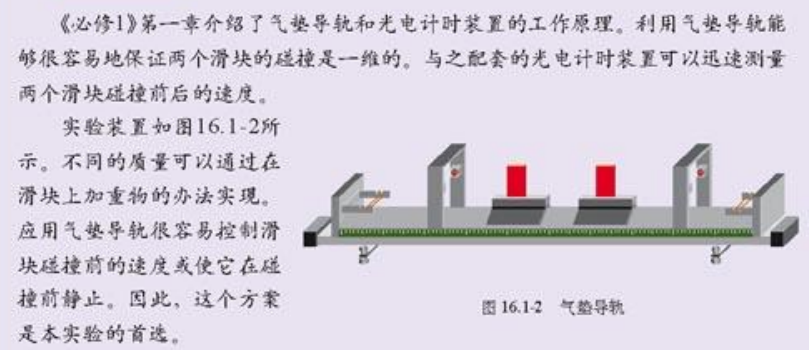 《必修1》第一章介绍了气垫导轨和光电计时装置的工作原理。利用气垫导轨能
够很容易地保证两个滑块的碰撞是一维的。与之配套的光电计时装置可以迅速测量
两个滑块碰撞前后的速度。
实验装置如图16.1-2所
示。不同的质量可以通过在
滑块上加重物的办法实现。
应用气垫导轨很容易控制滑
块碰撞前的速度或使它在碰
撞前静止。因此，这个方案
是本实验的首选。
图 16.1-2 气垫导轨